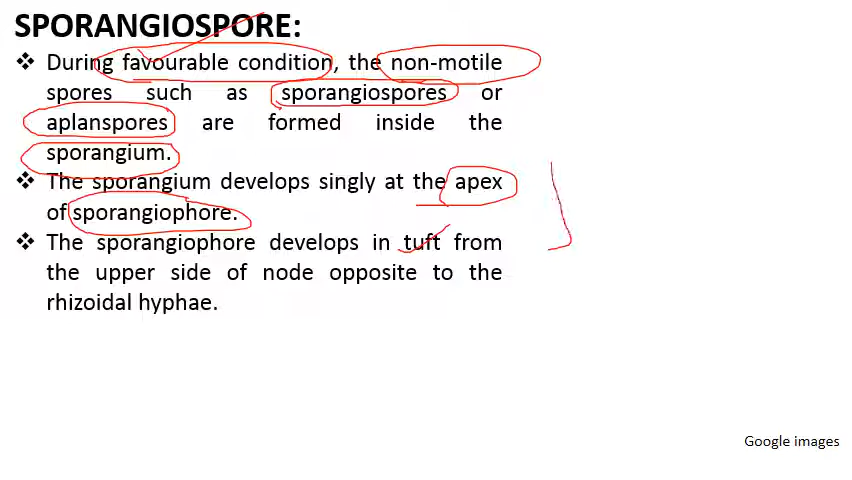 SPORANGIOSPORE:
❖ During favourable condition, the non-motile
spores such as sporangiospores or
aplanspores are formed inside the
sporangium.
❖ The sporangium develops singly at the apex
of sporangiophore.
❖ The sporangiophore develops in tuft from
the upper side of node opposite to the
rhizoidal hyphae.
Google images